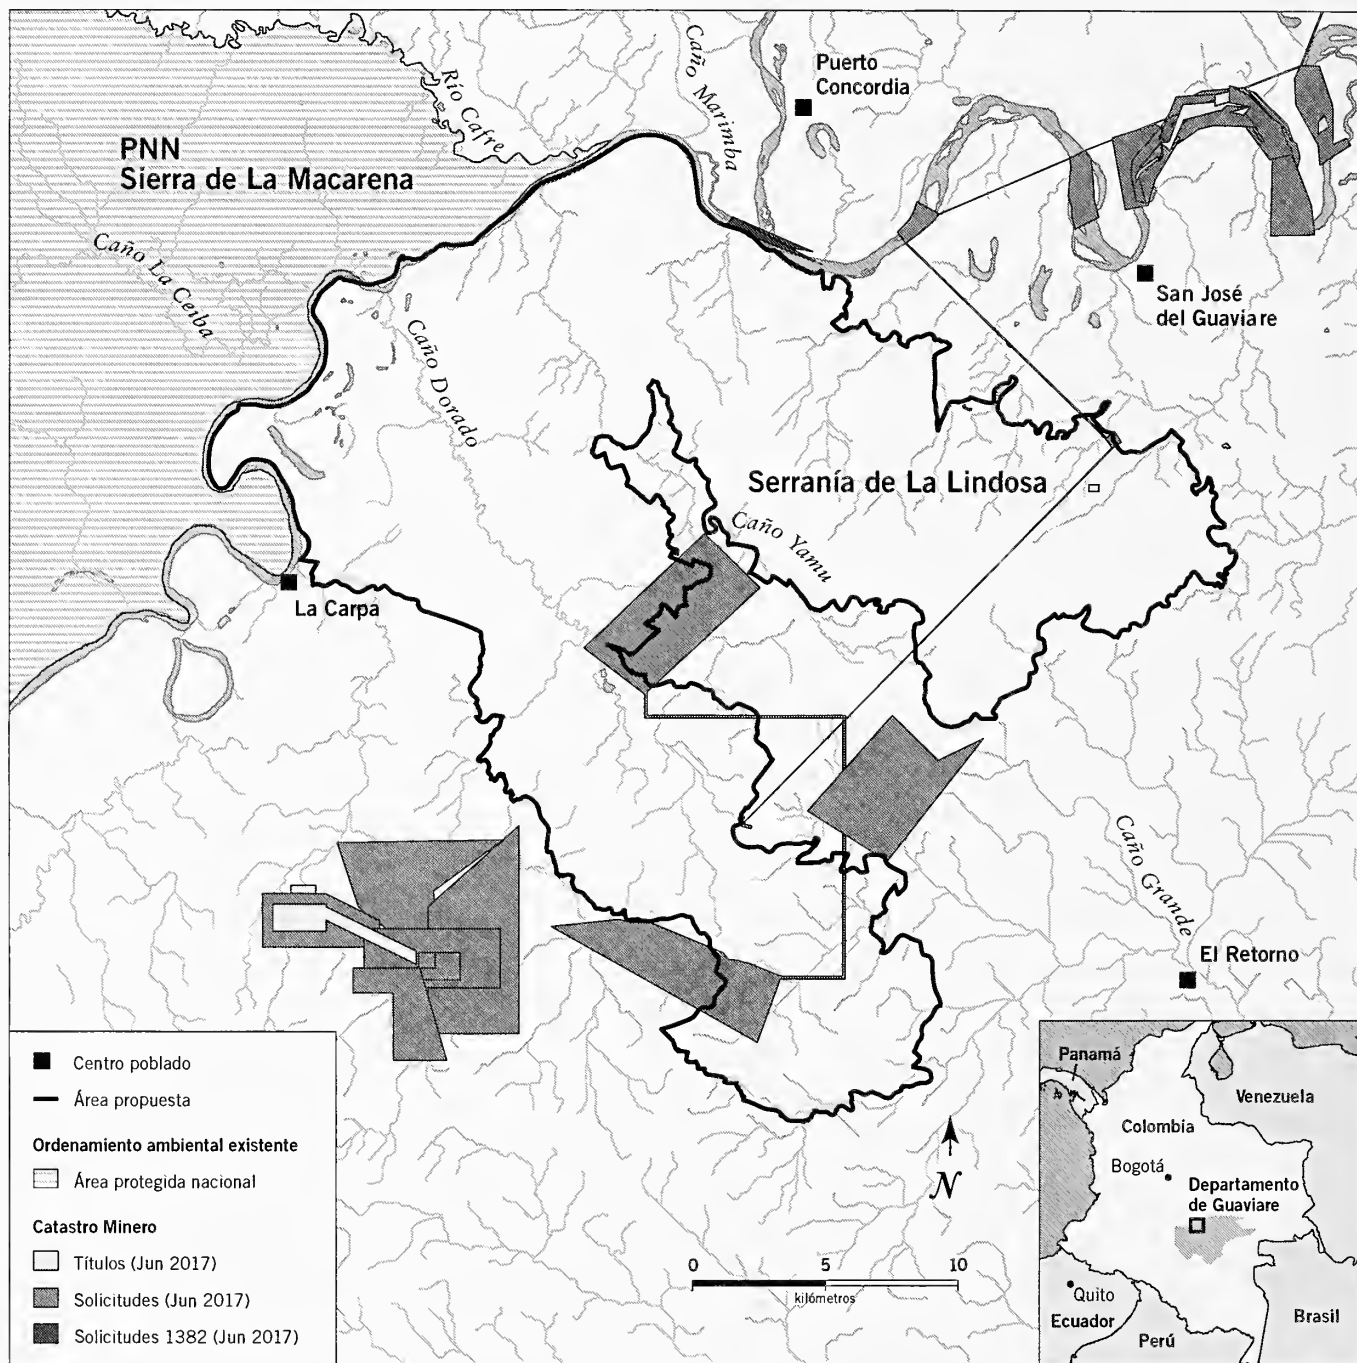 Puerto
Concordia
Caño Marimba
Río Cafre
PNN
Sierra de La Macarena
Caño La Ceiba
San José
del Guaviare
Caño Dorado
Serranía de La Lindosa
Caño Yamu
La Carpa
Caño Grande
El Retorno
Centro poblado
Área propuesta
Ordenamiento ambiental existente
Área protegida nacional
Catastro Minero
Títulos (Jun 2017)
Solicitudes (Jun 2017)
Solicitudes 1382 (Jun 2017)
N
0 5 10
kilómetros
Panamá
Venezuela
Colombia
Bogotá
Departamento
de Guaviare
Quito
Ecuador
Perú
Brasil